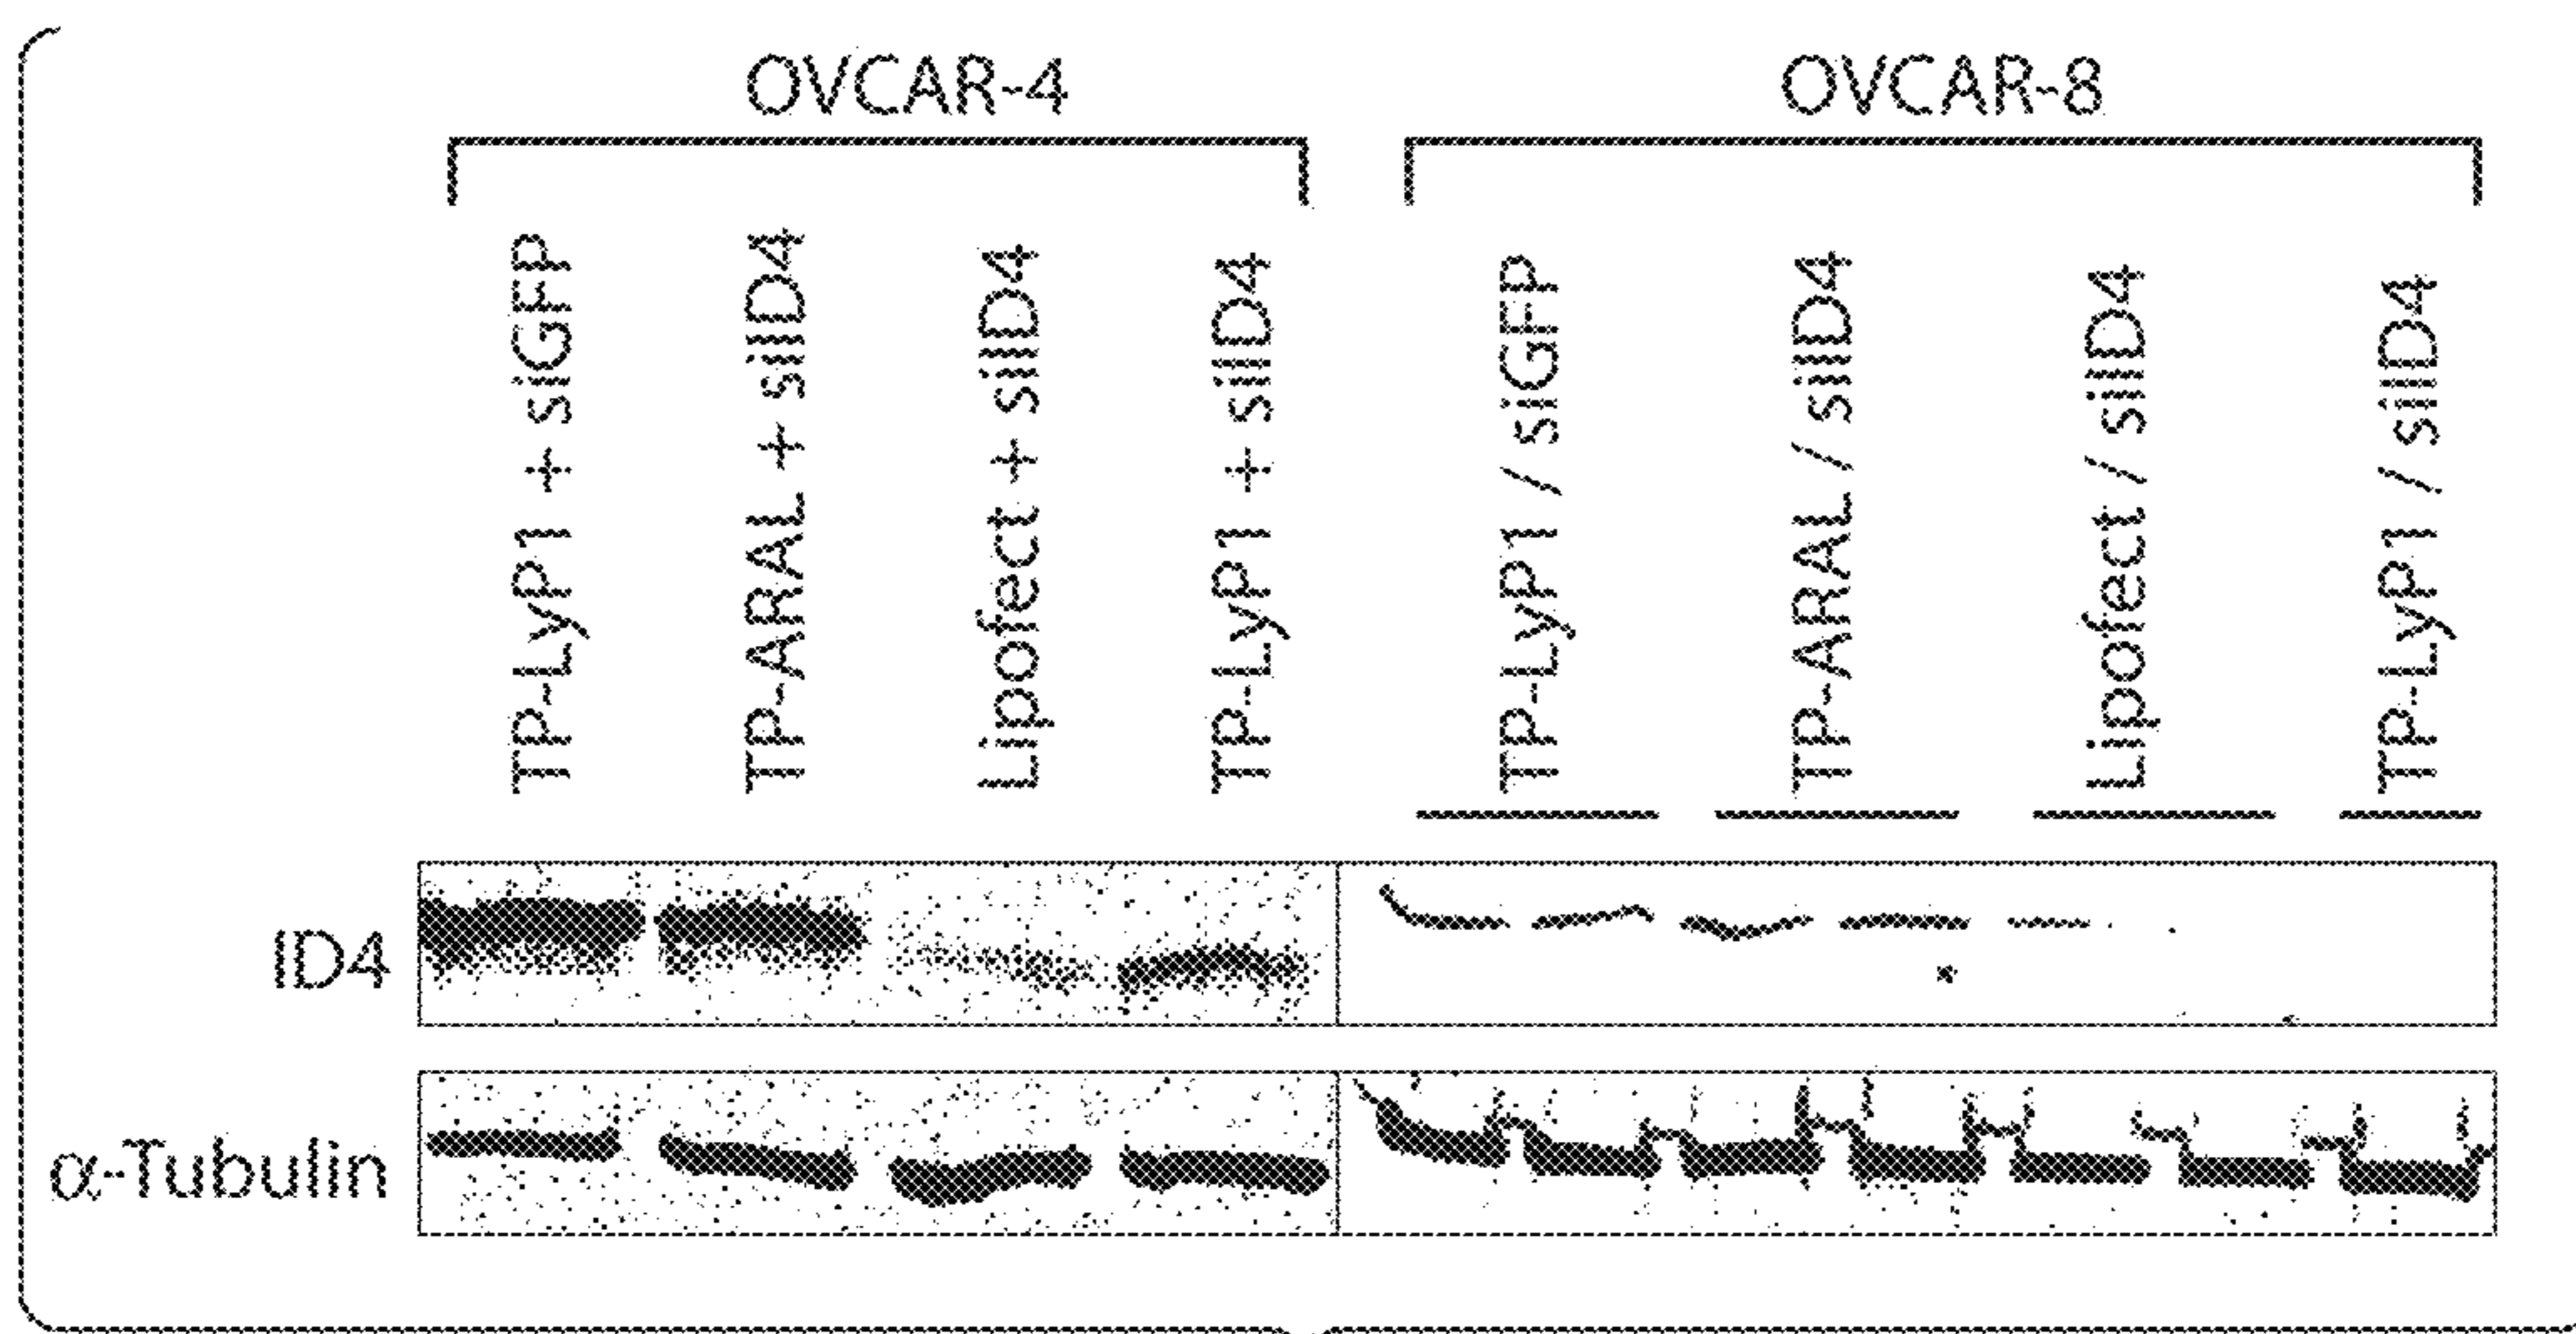 OVCAR-4
OVCAR-8
TP-LyP1 + siGFP
TP-ARAL + siID4
Lipofect + siID4
TP-LyP1 + siID4
TP-LyP1 / siGFP
TP-ARAL / siID4
Lipofect / siID4
TP-LyP1 / siID4
ID4
α-Tubulin